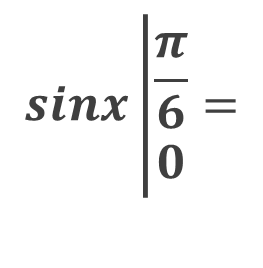 sinx | π/6 0 =